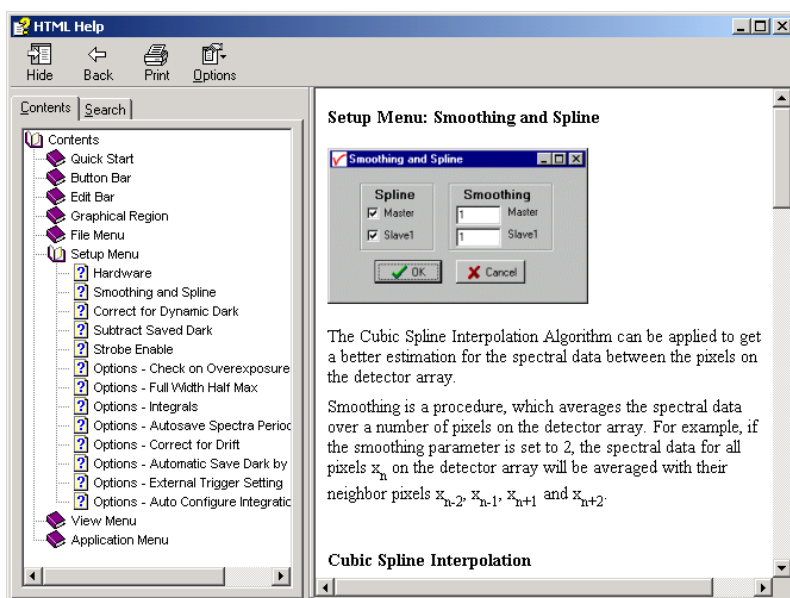 HTML Help
Hide Back Print Options
Contents Search
Contents
Quick Start
Button Bar
Edit Bar
Graphical Region
File Menu
Setup Menu
Hardware
Smoothing and Spline
Correct for Dynamic Dark
Subtract Saved Dark
Strobe Enable
Options - Check on Overexposure
Options - Full Width Half Max
Options - Integrals
Options - Autosave Spectra Perioc
Options - Correct for Drift
Options - Automatic Save Dark by
Options - External Trigger Setting
Options - Auto Configure Integratic
View Menu
Application Menu
Setup Menu: Smoothing and Spline
Smoothing and Spline
Spline Smoothing
Master 1 Master
Slave1 1 Slave1
OK Cancel
The Cubic Spline Interpolation Algorithm can be applied to get
a better estimation for the spectral data between the pixels on
the detector array.
Smoothing is a procedure, which averages the spectral data
over a number of pixels on the detector array. For example, if
the smoothing parameter is set to 2, the spectral data for all
pixels xn on the detector array will be averaged with their
neighbor pixels xn-2, xn-1, xn+1 and xn+2.
Cubic Spline Interpolation